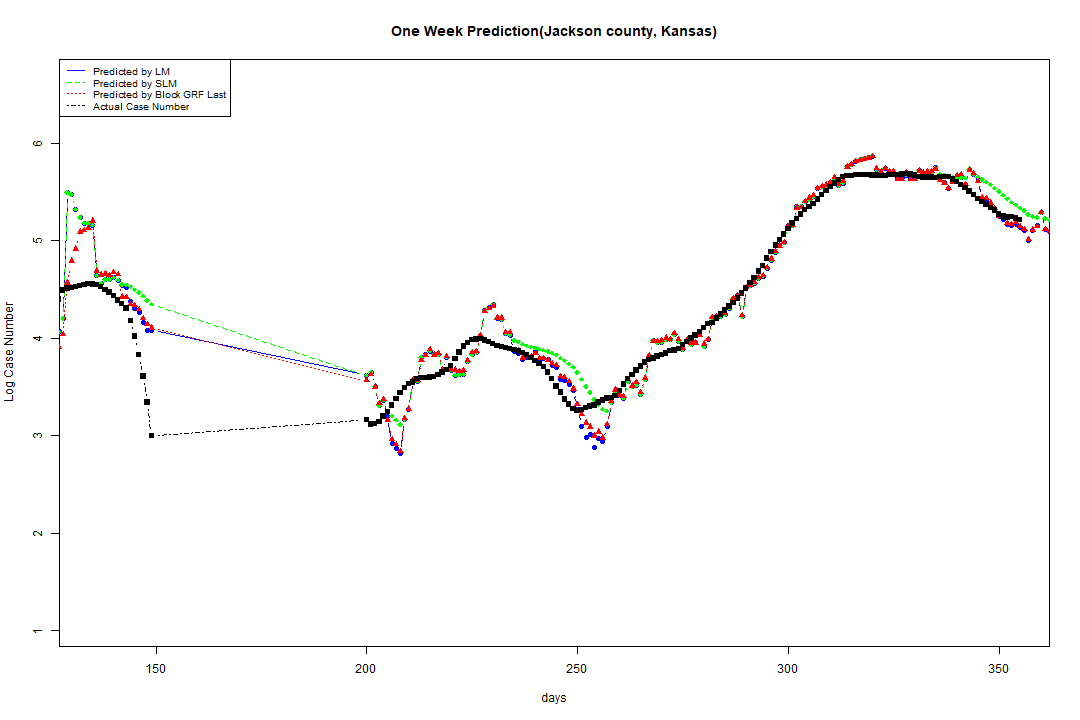 One Week Prediction(Jackson county, Kansas)
Predicted by LM
Predicted by SLM
Predicted by Block GRF Last
Actual Case Number
6
5
4
3
2
1
Log Case Number
150
200
250
300
350
days